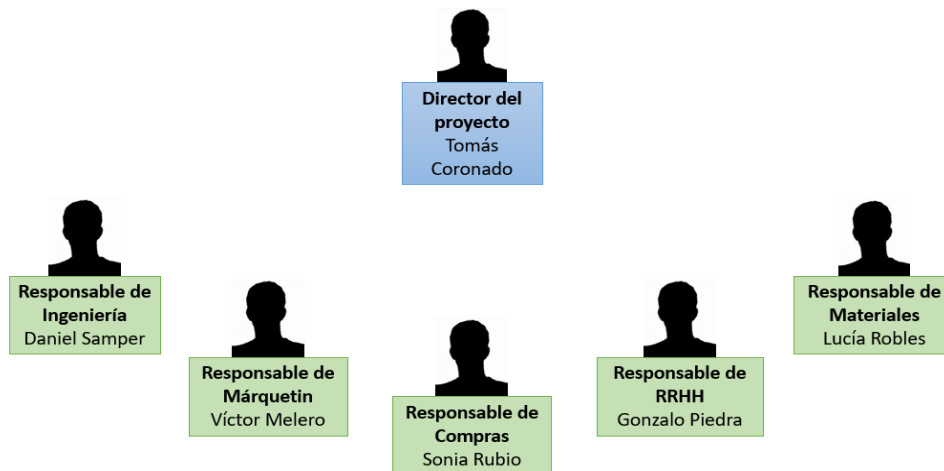 Director del
proyecto
Tomás
Coronado
Responsable de
Ingeniería
Daniel Samper
Responsable de
Márquetin
Víctor Melero
Responsable de
Compras
Sonia Rubio
Responsable de
RRHH
Gonzalo Piedra
Responsable de
Materiales
Lucía Robles